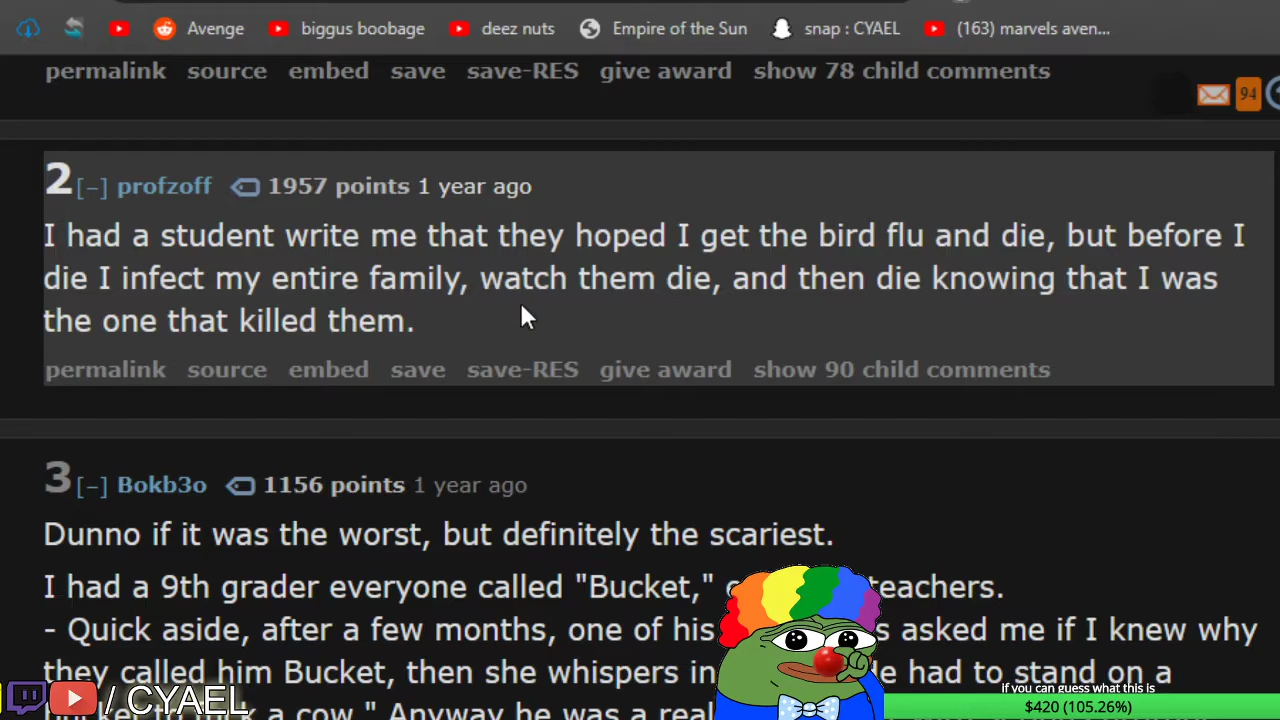 Avenge biggus boobage deez nuts Empire of the Sun snap : CYAEL (163) marvels aven...
permalink source embed save save-RES give award show 78 child comments
94
2 [–] profzoff 1957 points 1 year ago
I had a student write me that they hoped I get the bird flu and die, but before I
die I infect my entire family, watch them die, and then die knowing that I was
the one that killed them.
permalink source embed save save-RES give award show 90 child comments
3 [–] Bokb3o 1156 points 1 year ago
Dunno if it was the worst, but definitely the scariest.
I had a 9th grader everyone called "Bucket," teachers.
- Quick aside, after a few months, one of his asked me if I knew why
they called him Bucket, then she whispers in had to stand on a
a cow." Anyway he was a real
/ CYAEL
if you can guess what this is
$420 (105.26%)